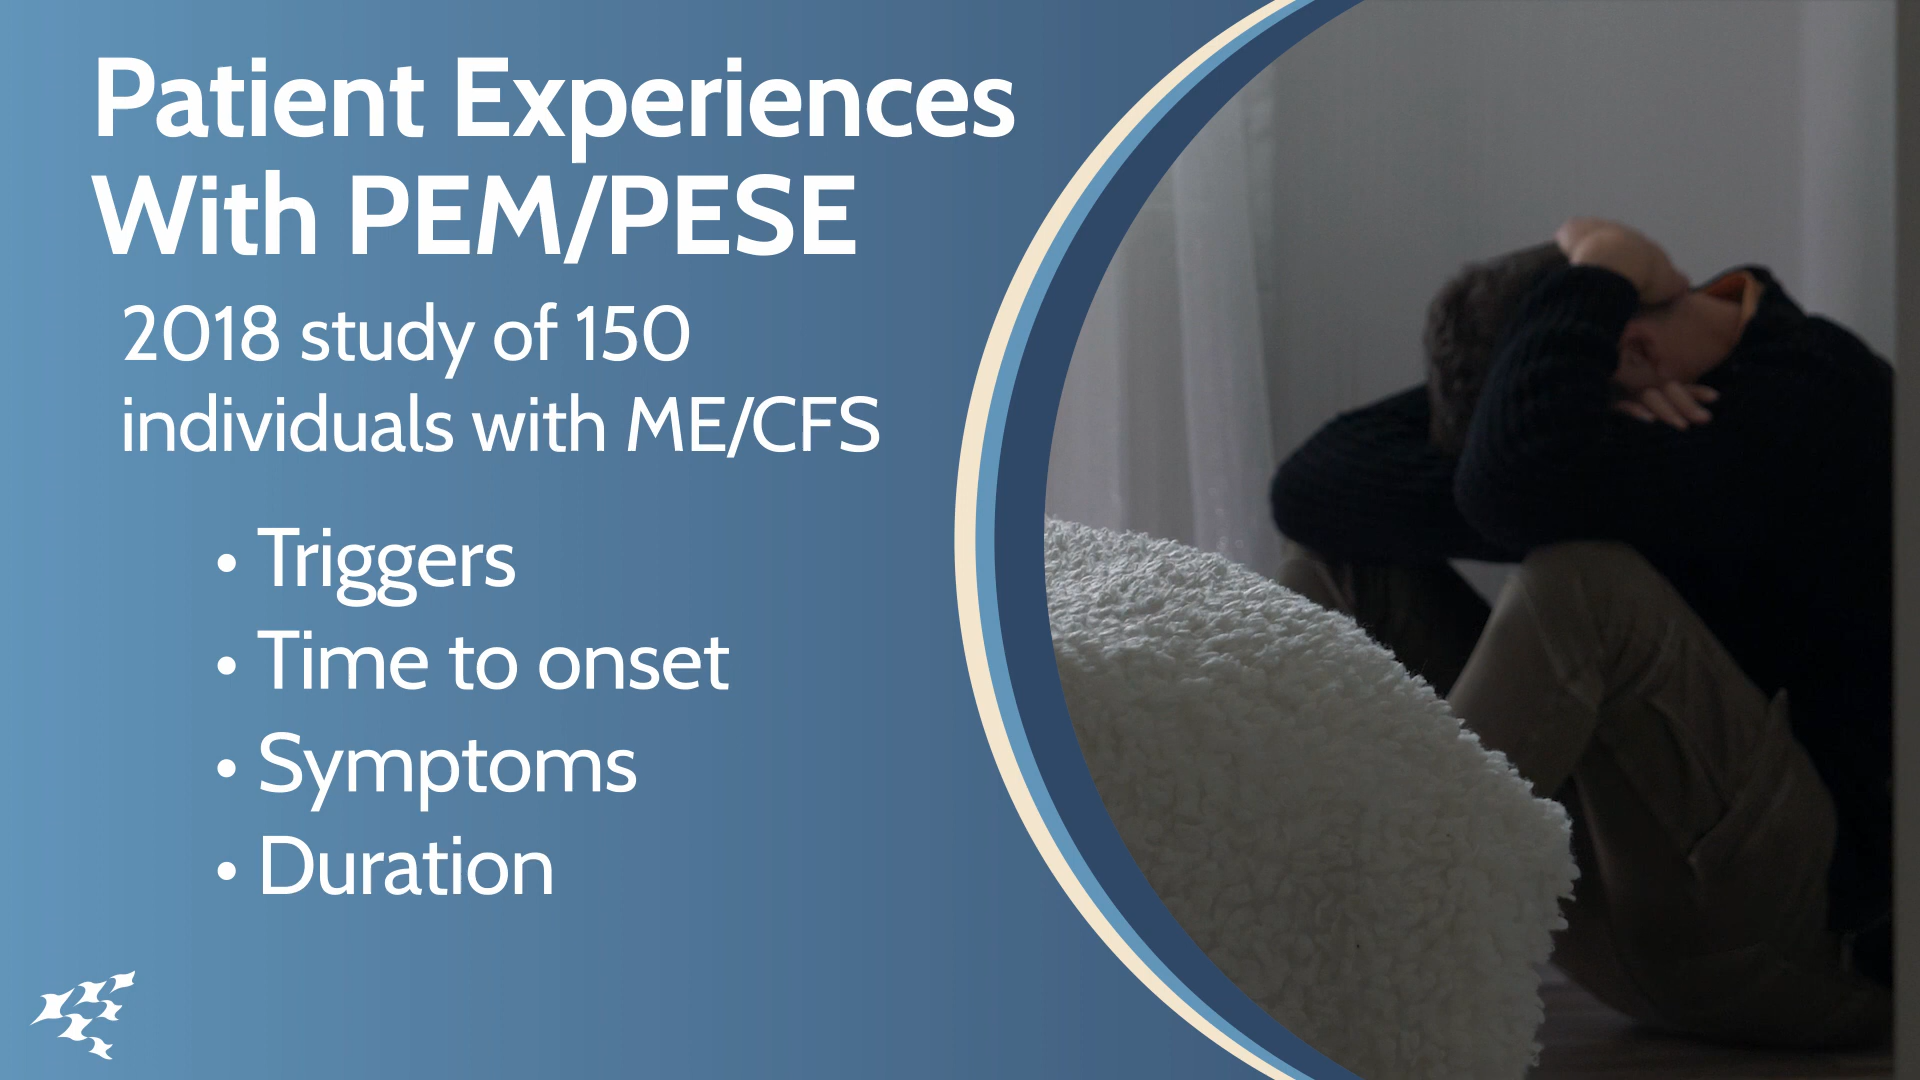 Patient Experiences
With PEM/PESE
2018 study of 150
individuals with ME/CFS
• Triggers
• Time to onset
• Symptoms
• Duration